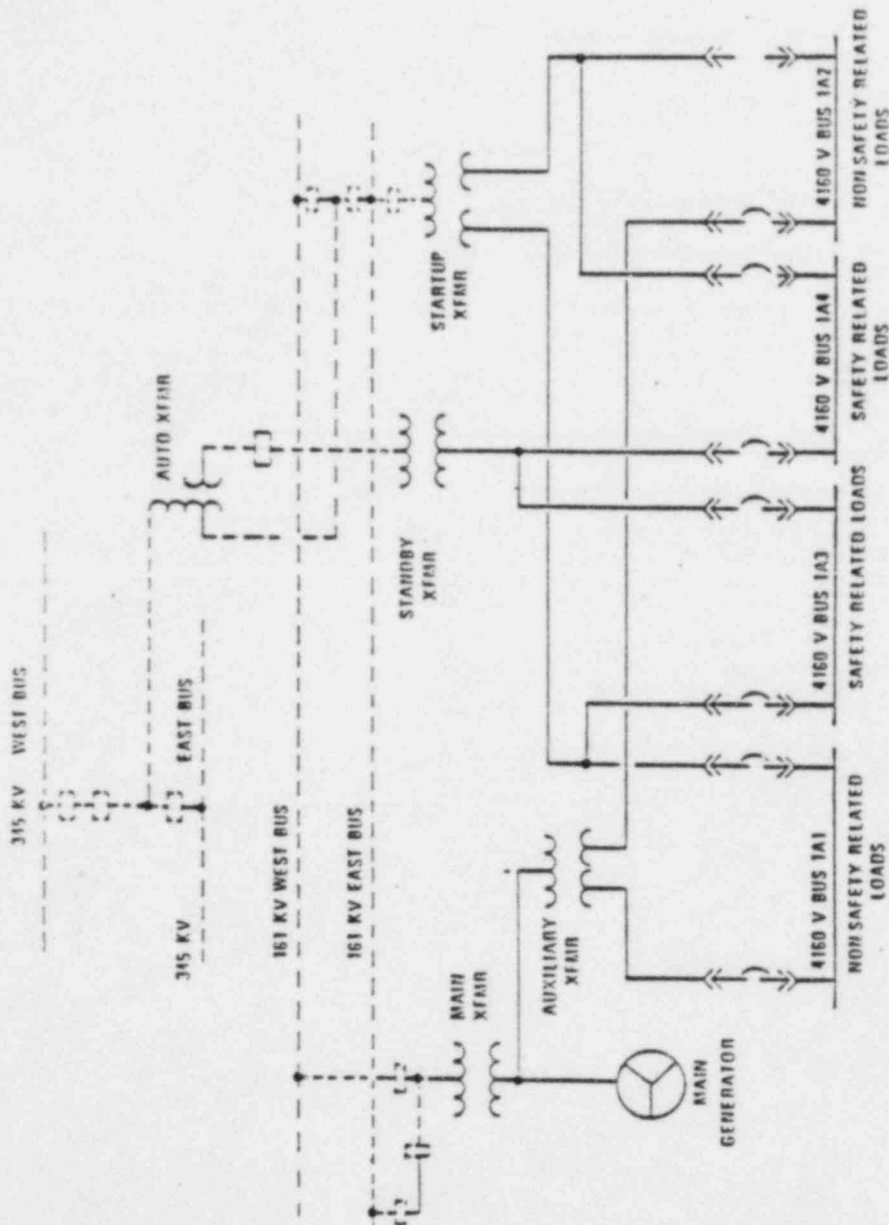 345 KV WEST BUS
345 KV EAST BUS
AUTO XFMR
161 KV WEST BUS
161 KV EAST BUS
MAIN
XFMR
STANDBY
XFMR
STARTUP
XFMR
AUXILIARY
XFMR
MAIN
GENERATOR
4160 V BUS 1A1
NON SAFETY RELATED
LOADS
4160 V BUS 1A3
SAFETY RELATED LOADS
4160 V BUS 1A4
SAFETY RELATED
LOADS
4160 V BUS 1A2
NON SAFETY RELATED
LOADS